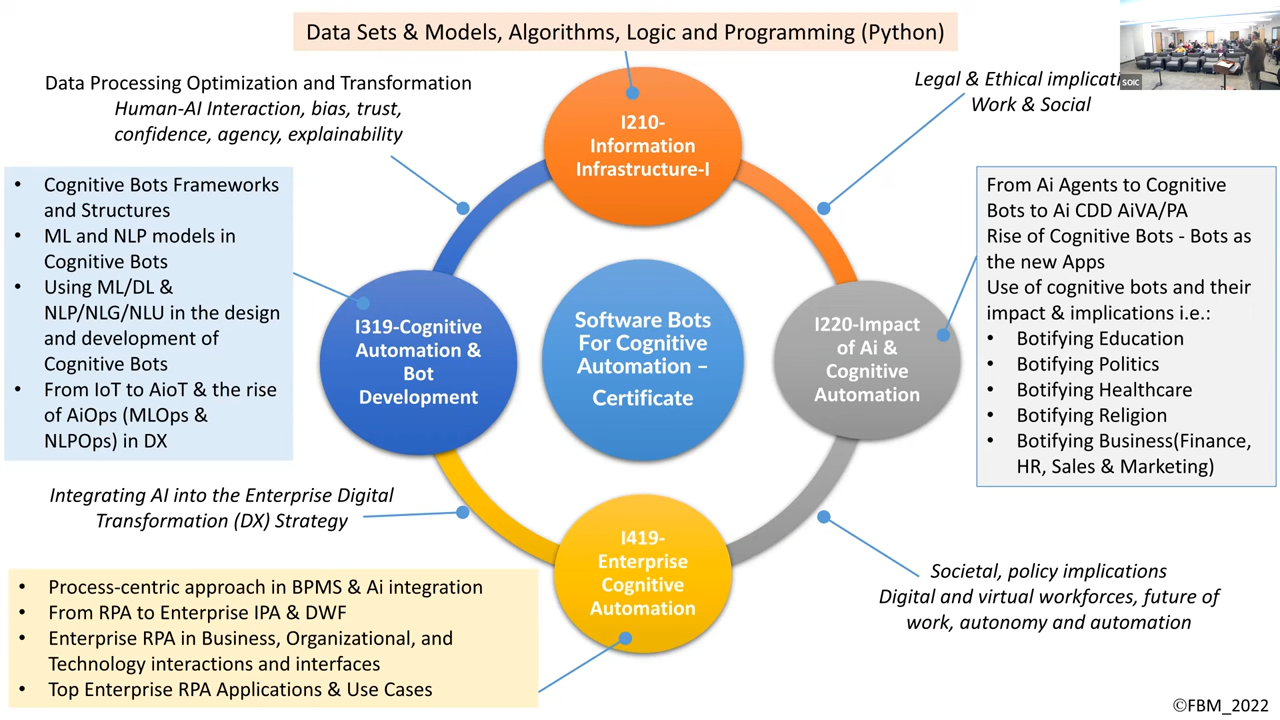 Data Sets & Models, Algorithms, Logic and Programming (Python)
Data Processing Optimization and Transformation
Human-AI Interaction, bias, trust,
confidence, agency, explainability
Legal & Ethical
Work & Social
SOIC
I210-
Information
Infrastructure-I
• Cognitive Bots Frameworks
and Structures
• ML and NLP models in
Cognitive Bots
• Using ML/DL &
NLP/NLG/NLU in the design
and development of
Cognitive Bots
• From IoT to AioT & the rise
of AiOps (MLOps &
NLPOps) in DX
I319-Cognitive
Automation &
Bot
Development
Software Bots
For Cognitive
Automation –
Certificate
I220-Impact
of Ai &
Cognitive
Automation
From Ai Agents to Cognitive
Bots to Ai CDD AiVA/PA
Rise of Cognitive Bots - Bots as
the new Apps
Use of cognitive bots and their
impact & implications i.e.:
• Botifying Education
• Botifying Politics
• Botifying Healthcare
• Botifying Religion
• Botifying Business(Finance,
HR, Sales & Marketing)
Integrating AI into the Enterprise Digital
Transformation (DX) Strategy
I419-
Enterprise
Cognitive
Automation
• Process-centric approach in BPMS & Ai integration
• From RPA to Enterprise IPA & DWF
• Enterprise RPA in Business, Organizational, and
Technology interactions and interfaces
• Top Enterprise RPA Applications & Use Cases
Societal, policy implications
Digital and virtual workforces, future of
work, autonomy and automation
©FBM_2022